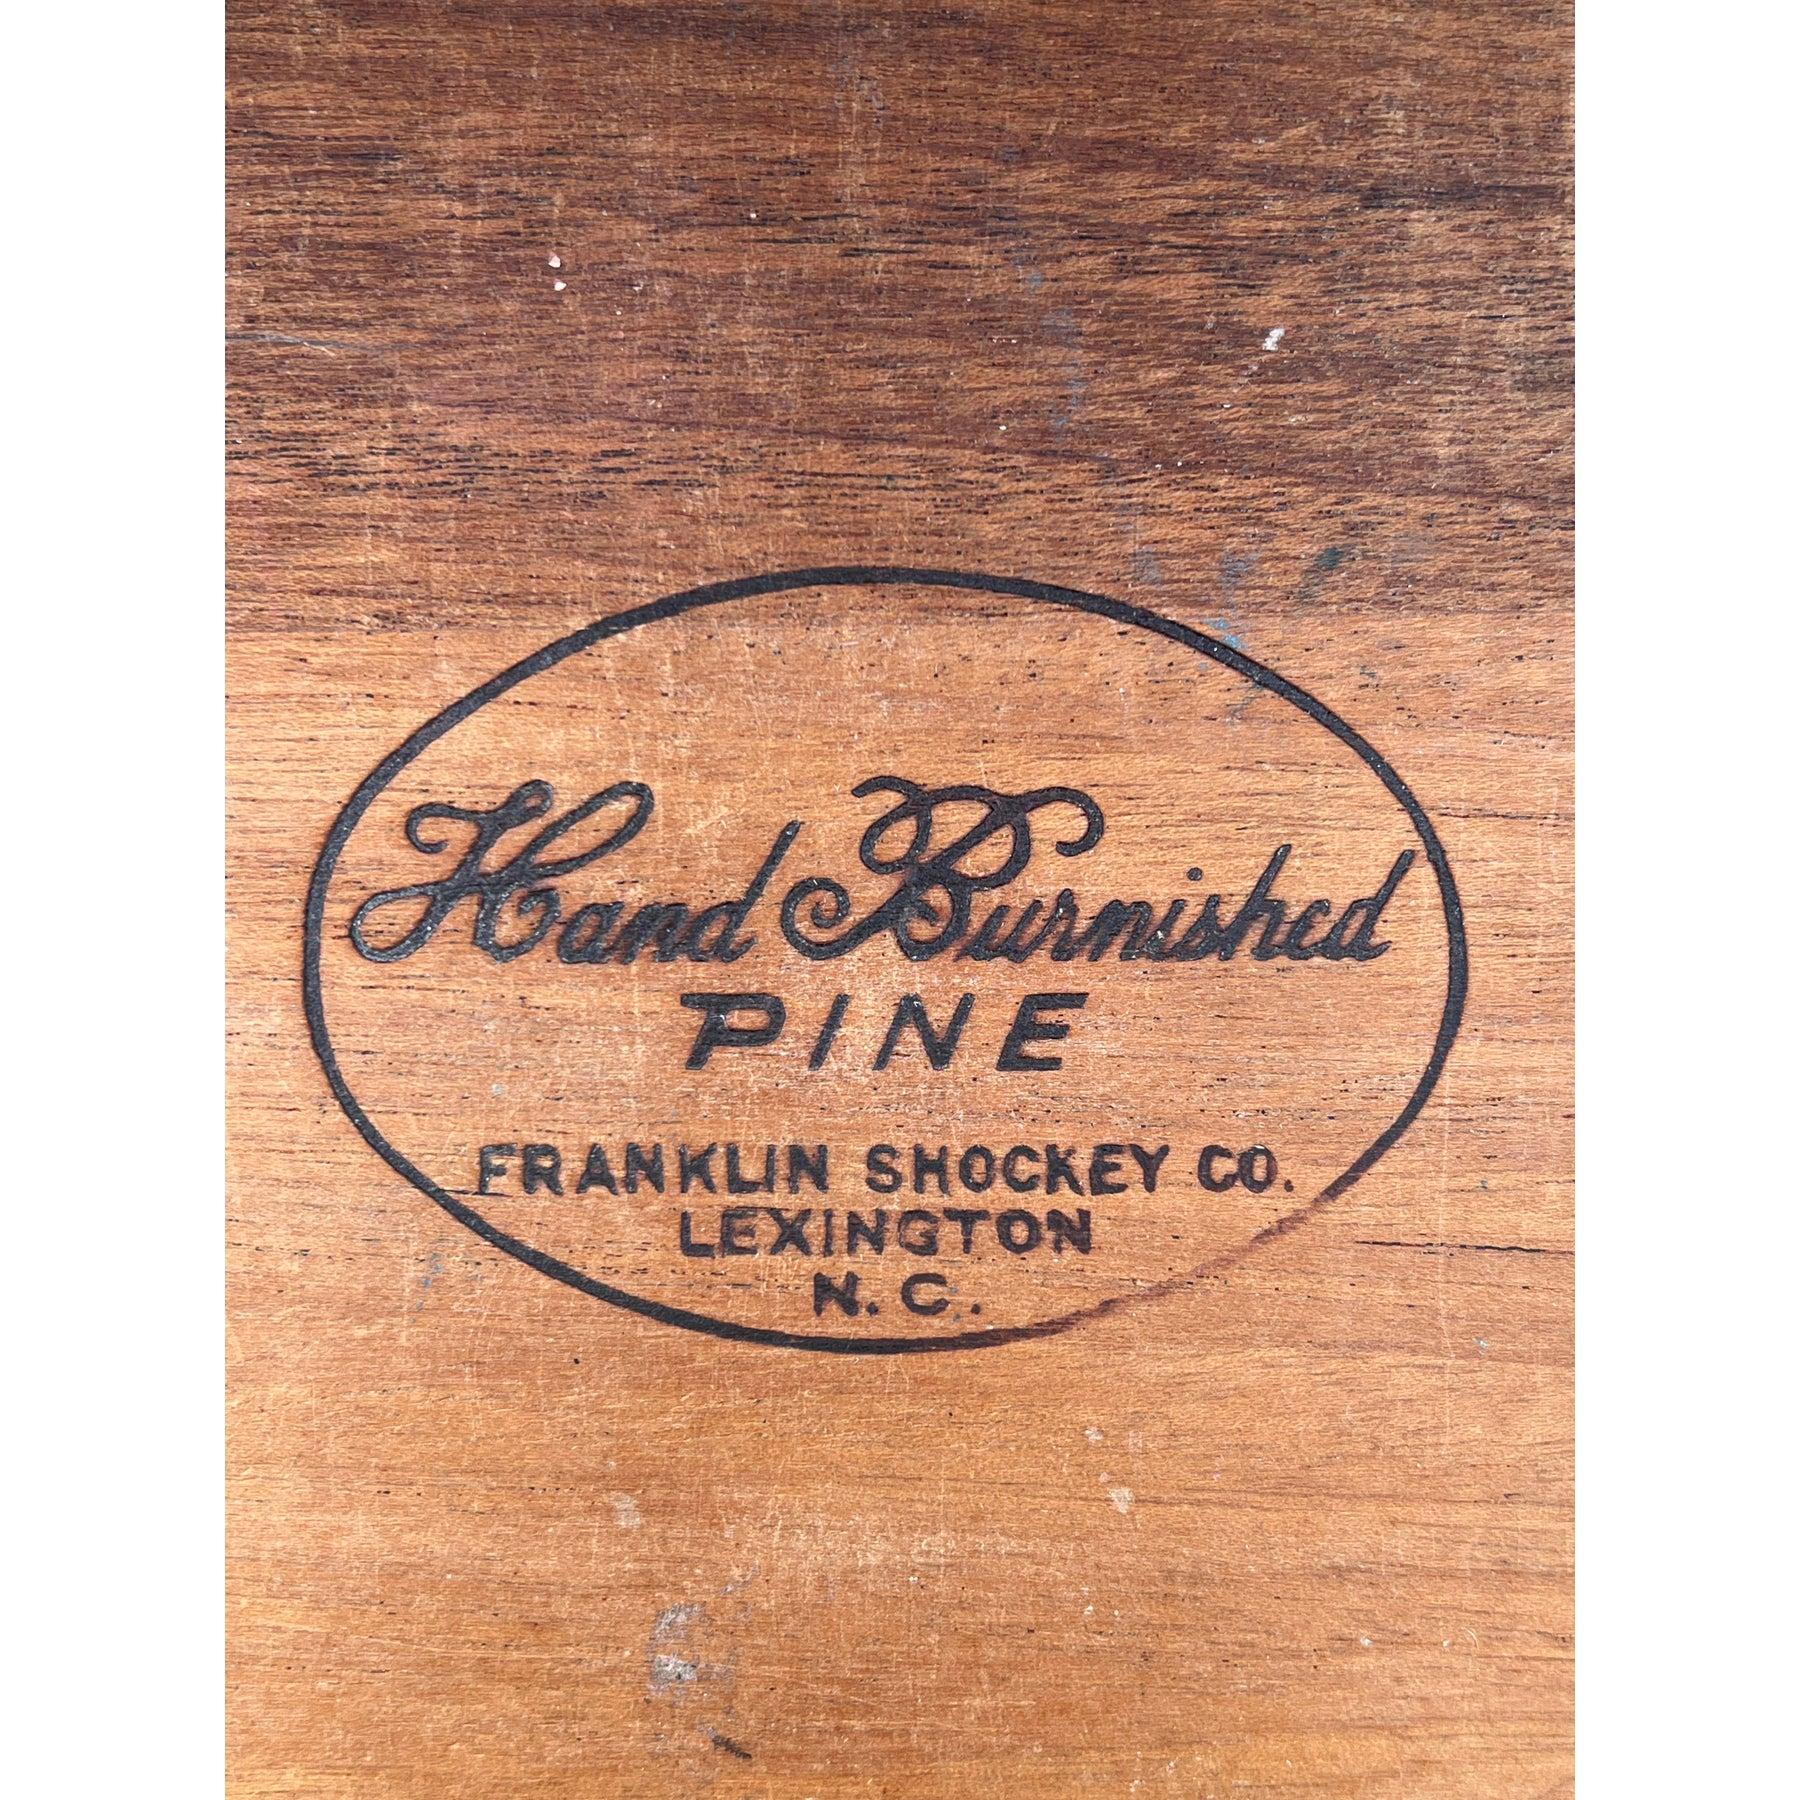 Hand Burnished
PINE
FRANKLIN SHOCKEY CO.
LEXINGTON
N. C.